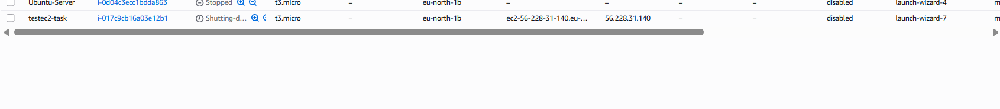 Ubuntu-Server i-0d04c3ecc1bdda863 Stopped t3.micro – eu-north-1b – – – – disabled launch-wizard-4 m
testec2-task i-017c9cb16a03e12b1 Shutting-d... t3.micro – eu-north-1b ec2-56-228-31-140.eu-... 56.228.31.140 – – disabled launch-wizard-7 m